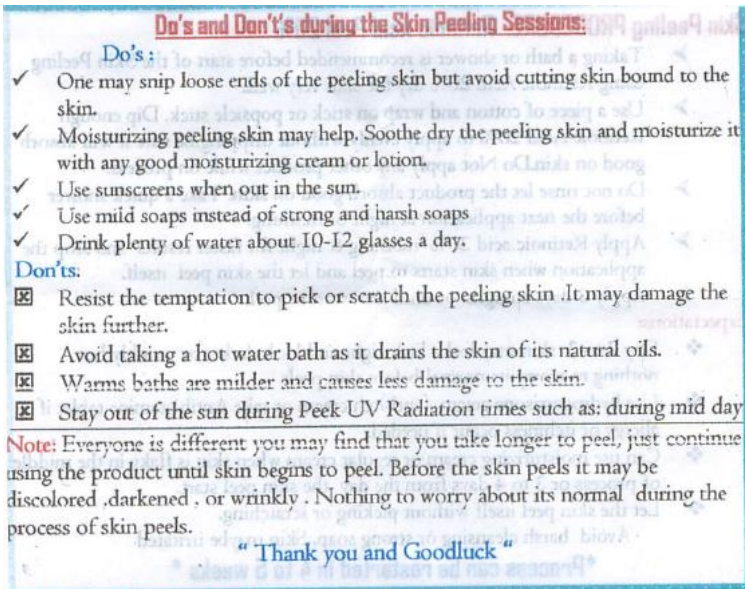 Do's and Don't's during the Skin Peeling Sessions:
Do's :
✓ One may snip loose ends of the peeling skin but avoid cutting skin bound to the
skin.
✓ Moisturizing peeling skin may help. Soothe dry the peeling skin and moisturize it
with any good moisturizing cream or lotion.
✓ Use sunscreens when out in the sun.
✓ Use mild soaps instead of strong and harsh soaps
✓ Drink plenty of water about 10-12 glasses a day.
Don'ts:
☒ Resist the temptation to pick or scratch the peeling skin .It may damage the
skin further.
☒ Avoid taking a hot water bath as it drains the skin of its natural oils.
☒ Warms baths are milder and causes less damage to the skin.
☒ Stay out of the sun during Peek UV Radiation times such as: during mid day
Note: Everyone is different you may find that you take longer to peel, just continue
using the product until skin begins to peel. Before the skin peels it may be
discolored ,darkened , or wrinkly . Nothing to worry about its normal during the
process of skin peels.
“ Thank you and Goodluck “